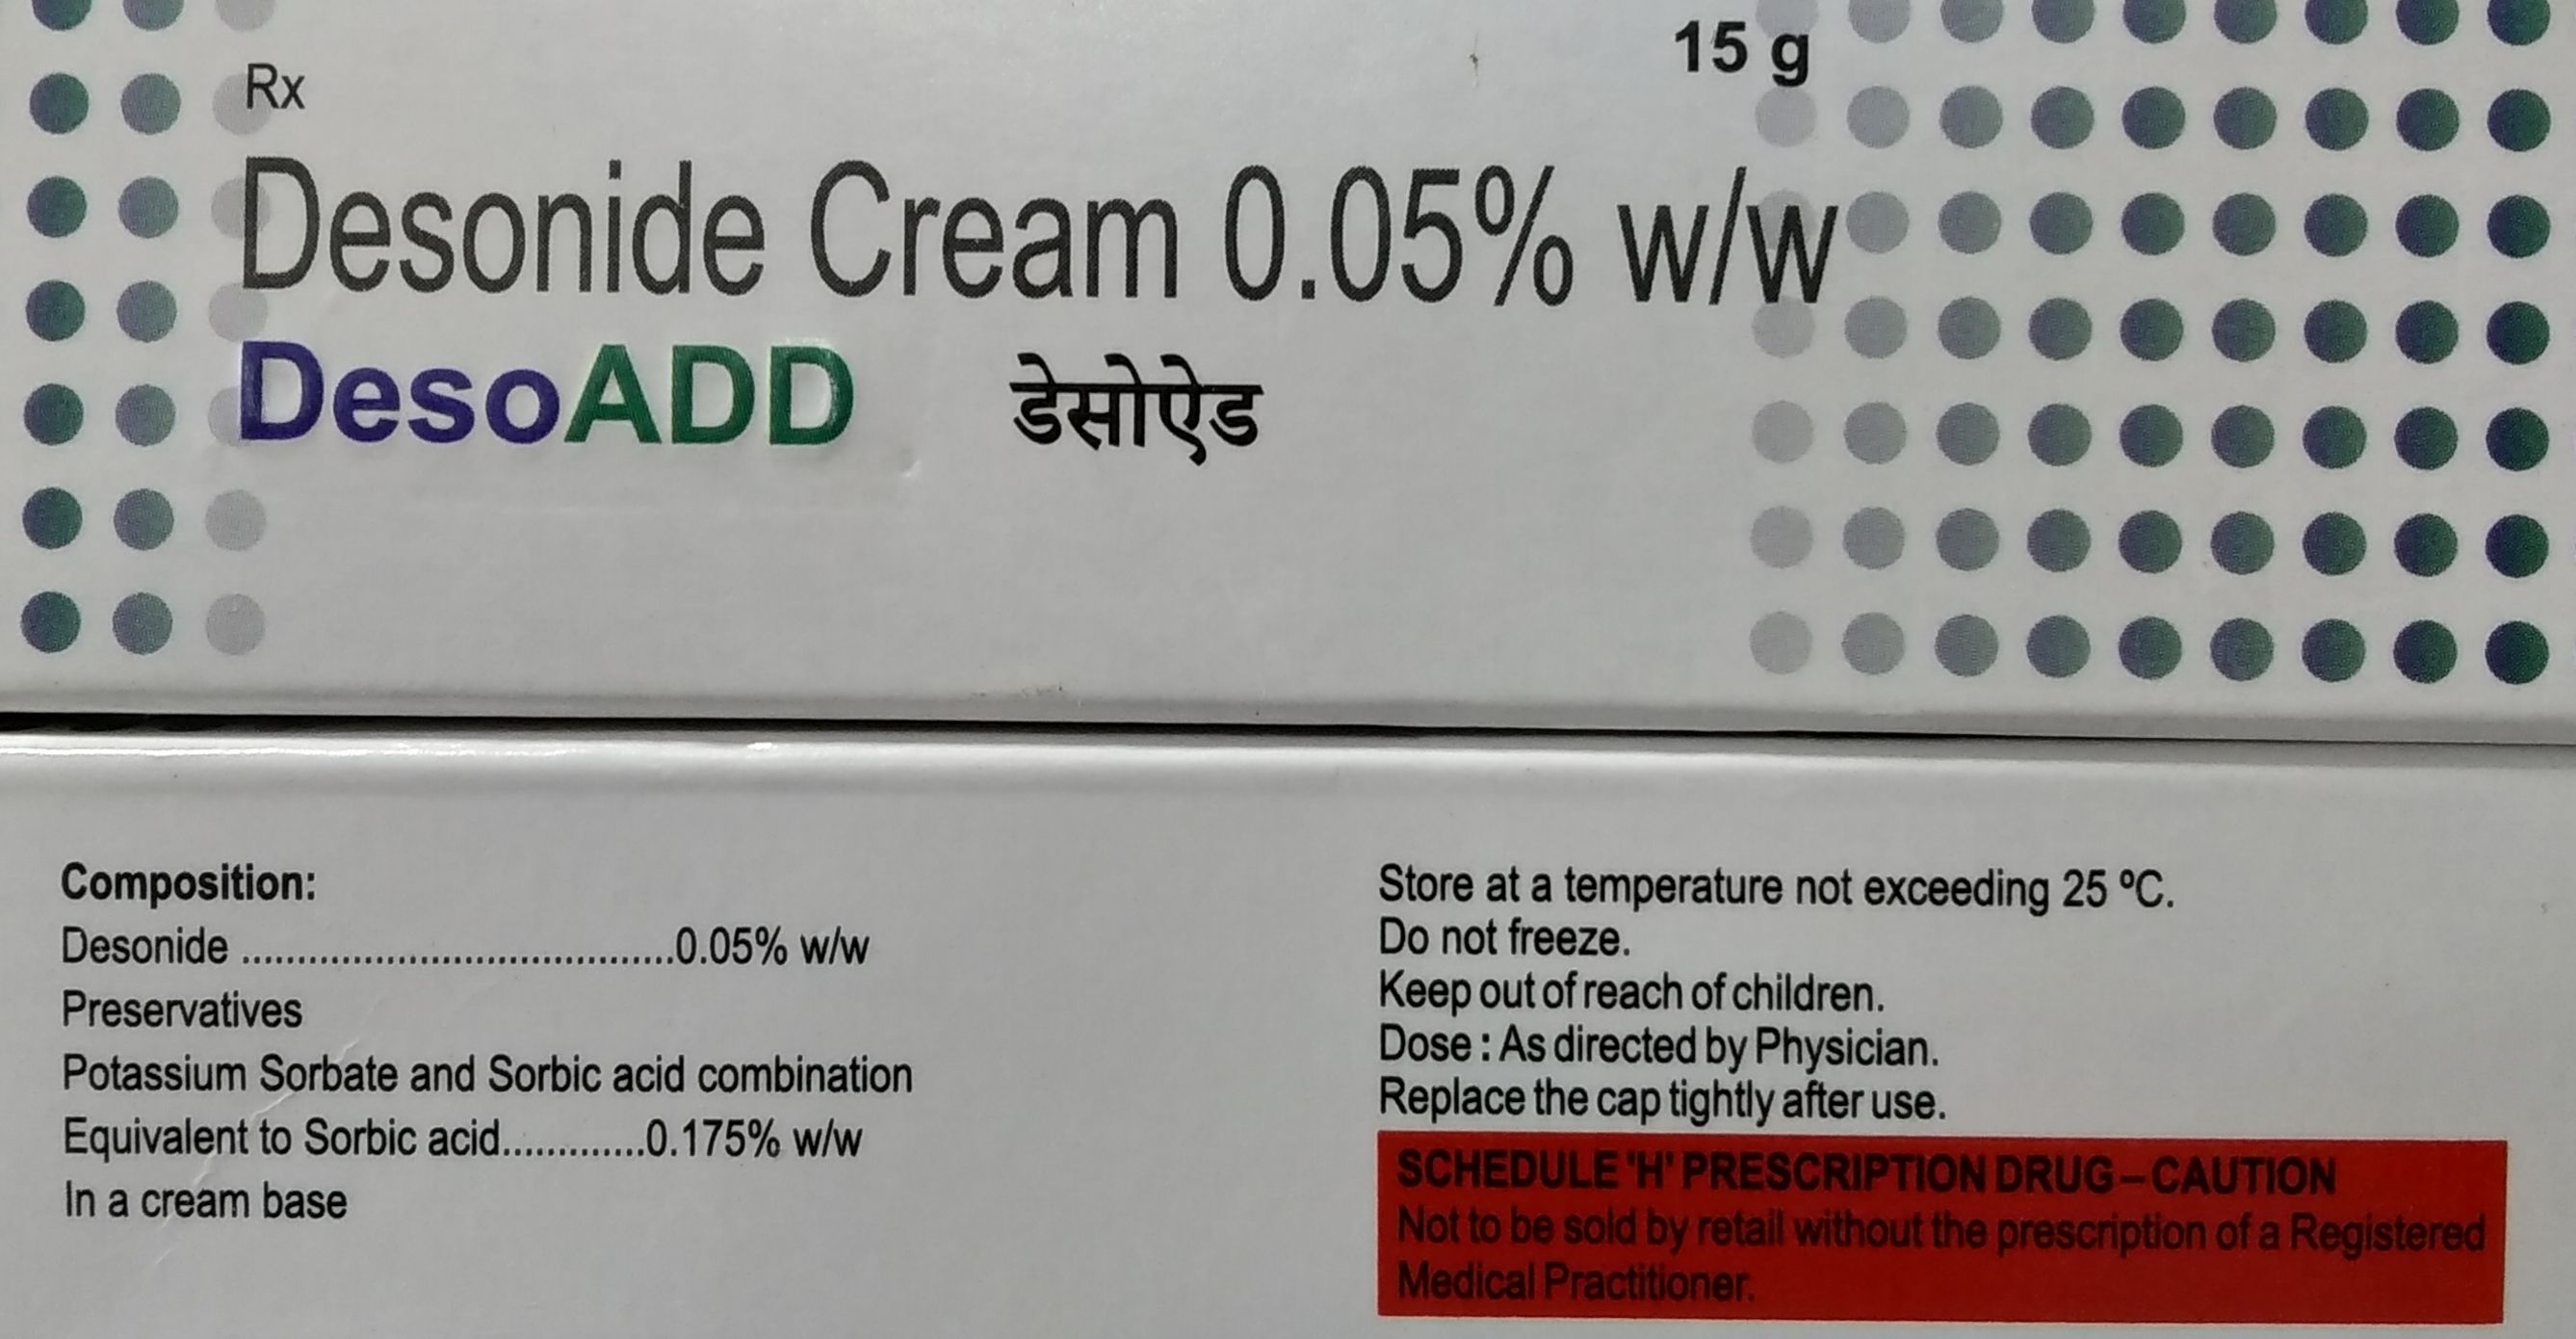 15 g
Rx
Desonide Cream 0.05% w/w
DesoADD डेसोऐड
Composition:
Desonide ........................................0.05% w/w
Preservatives
Potassium Sorbate and Sorbic acid combination
Equivalent to Sorbic acid.............0.175% w/w
In a cream base
Store at a temperature not exceeding 25 ºC.
Do not freeze.
Keep out of reach of children.
Dose : As directed by Physician.
Replace the cap tightly after use.
SCHEDULE 'H' PRESCRIPTION DRUG – CAUTION
Not to be sold by retail without the prescription of a Registered
Medical Practitioner.